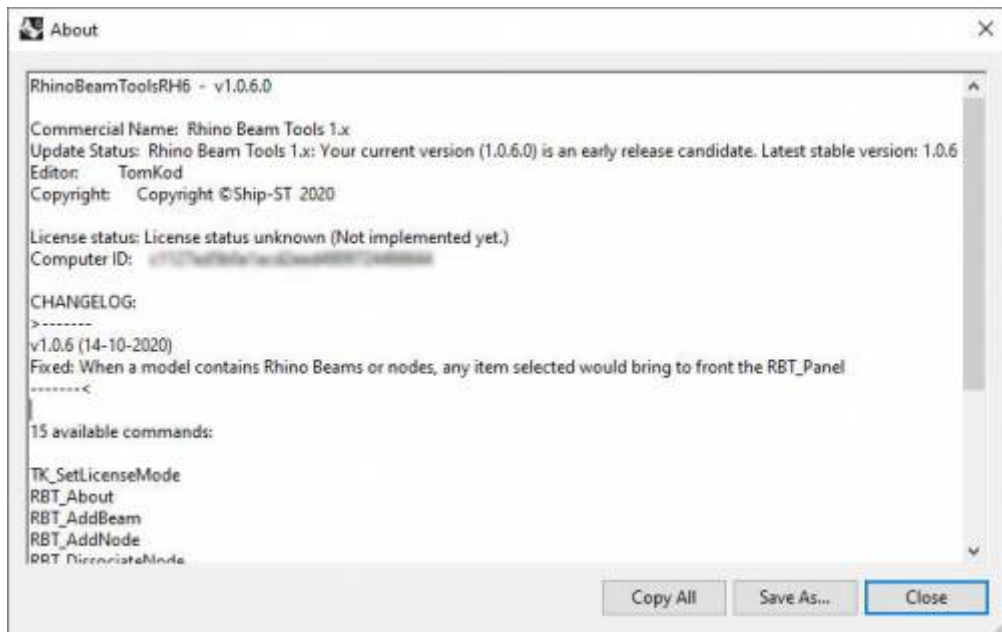 About
RhinoBeamToolsRH6 - v1.0.6.0
Commercial Name: Rhino Beam Tools 1.x
Update Status: Rhino Beam Tools 1.x: Your current version (1.0.6.0) is an early release candidate. Latest stable version: 1.0.6
Editor: TomKod
Copyright: Copyright ©Ship-ST 2020
License status: License status unknown (Not implemented yet.)
Computer ID:
CHANGELOG:
>-------
v1.0.6 (14-10-2020)
Fixed: When a model contains Rhino Beams or nodes, any item selected would bring to front the RBT_Panel
-------<
15 available commands:
TK_SetLicenseMode
RBT_About
RBT_AddBeam
RBT_AddNode
Copy All
Save As...
Close